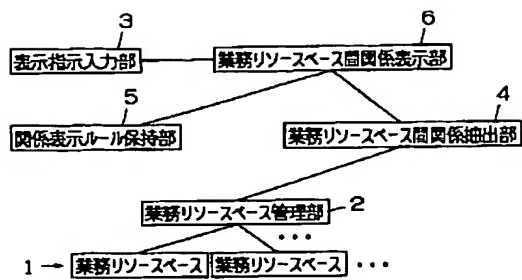 3
6
表示指示入力部
業務リソースペース間関係表示部
5
4
関係表示ルール保持部
業務リソースペース間関係抽出部
業務リソースペース管理部
2
・・・
1 → 業務リソースペース 業務リソースペース ・・・